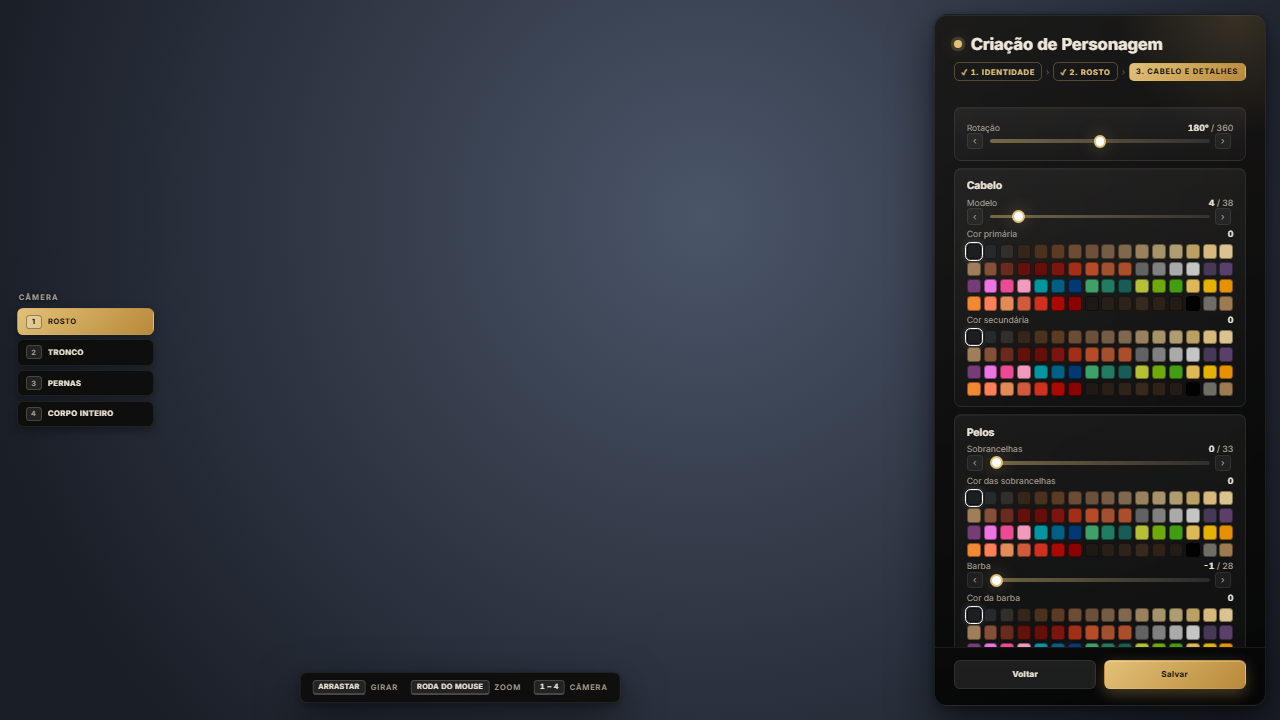 Criação de Personagem
✓ 1. IDENTIDADE › ✓ 2. ROSTO › 3. CABELO E DETALHES
Rotação 180° / 360
‹ ›
Cabelo
Modelo 4 / 38
‹ ›
Cor primária 0
Cor secundária 0
Pelos
Sobrancelhas 0 / 33
‹ ›
Cor das sobrancelhas 0
Barba -1 / 28
‹ ›
Cor da barba 0
Voltar Salvar
CÂMERA
1 ROSTO
2 TRONCO
3 PERNAS
4 CORPO INTEIRO
ARRASTAR GIRAR RODA DO MOUSE ZOOM 1 – 4 CÂMERA